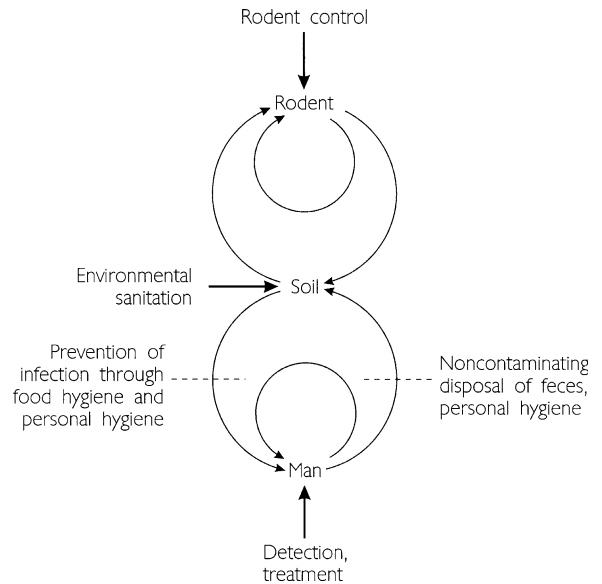 Rodent control
Rodent
Environmental
sanitation
Soil
Prevention of
infection through
food hygiene and
personal hygiene
Noncontaminating
disposal of feces,
personal hygiene
Man
Detection,
treatment